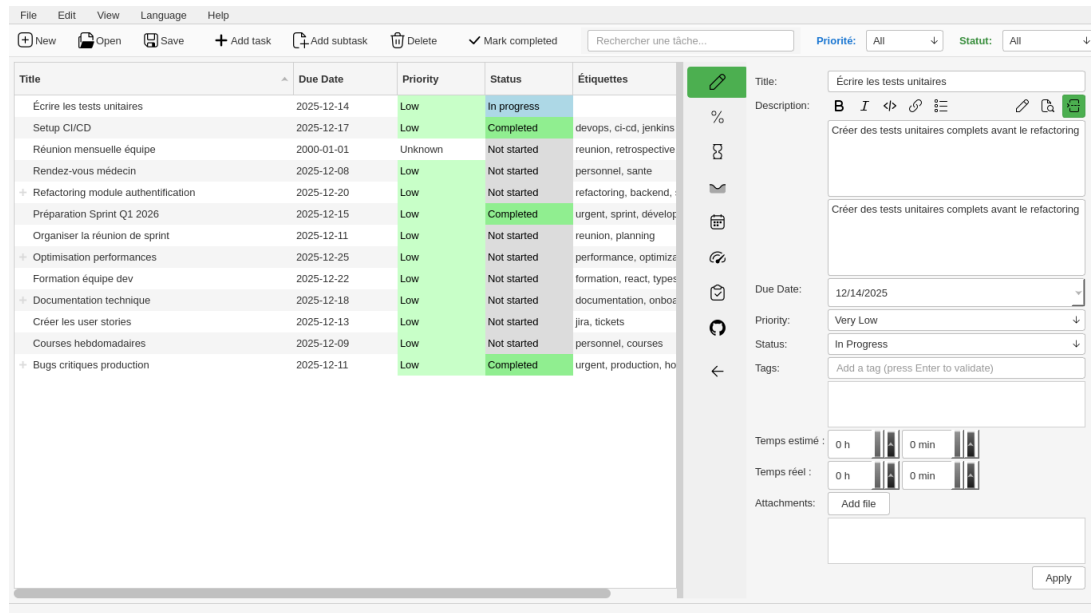 File Edit View Language Help
New Open Save Add task Add subtask Delete Mark completed Rechercher une tâche... Priorité: All Statut: All
Title Due Date Priority Status Étiquettes
Écrire les tests unitaires 2025-12-14 Low In progress
Setup CI/CD 2025-12-17 Low Completed devops, ci-cd, jenkins
Réunion mensuelle équipe 2000-01-01 Unknown Not started reunion, retrospective
Rendez-vous médecin 2025-12-08 Low Not started personnel, sante
Refactoring module authentification 2025-12-20 Low Not started refactoring, backend,
Préparation Sprint Q1 2026 2025-12-15 Low Completed urgent, sprint, dévelop
Organiser la réunion de sprint 2025-12-11 Low Not started reunion, planning
Optimisation performances 2025-12-25 Low Not started performance, optimiza
Formation équipe dev 2025-12-22 Low Not started formation, react, types
Documentation technique 2025-12-18 Low Not started documentation, onboa
Créer les user stories 2025-12-13 Low Not started jira, tickets
Courses hebdomadaires 2025-12-09 Low Not started personnel, courses
Bugs critiques production 2025-12-11 Low Completed urgent, production, ho
Title: Écrire les tests unitaires
Description: B I </>
Créer des tests unitaires complets avant le refactoring
Créer des tests unitaires complets avant le refactoring
Due Date: 12/14/2025
Priority: Very Low
Status: In Progress
Tags: Add a tag (press Enter to validate)
Temps estimé : 0 h 0 min
Temps réel : 0 h 0 min
Attachments: Add file
Apply